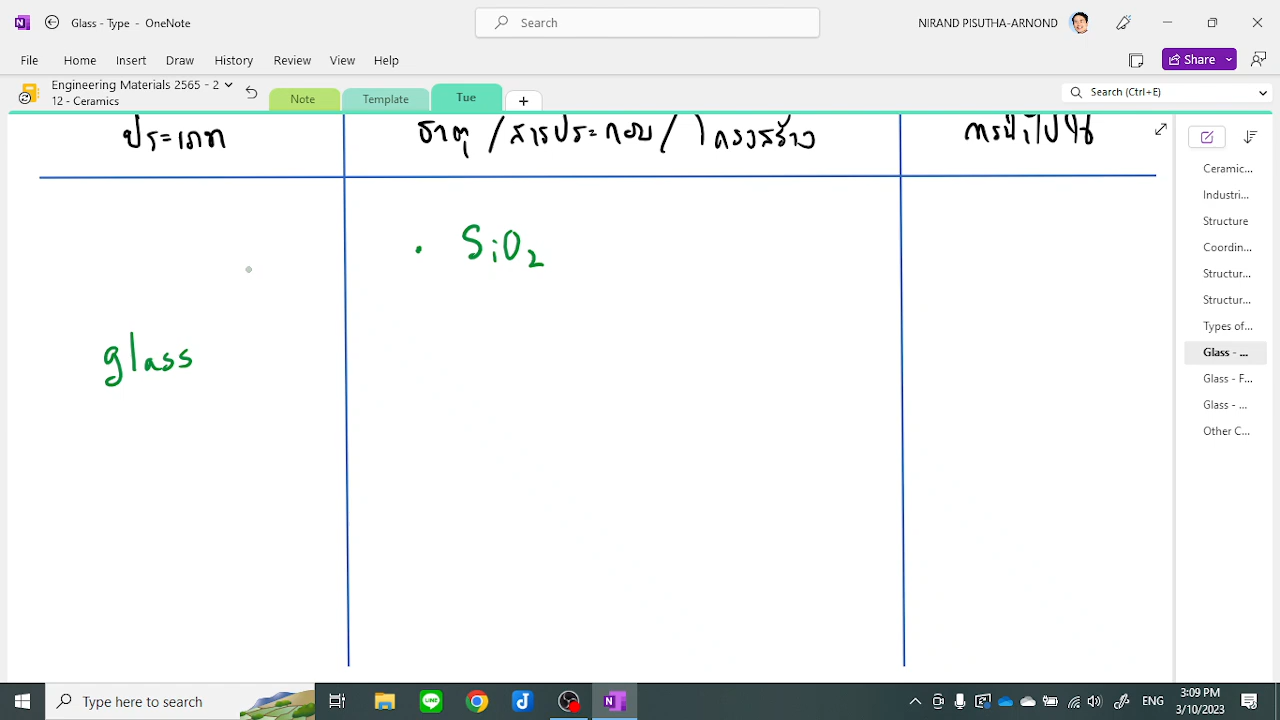 Glass - Type - OneNote
Search
NIRAND PISUTHA-ARNOND
File Home Insert Draw History Review View Help
Share
Engineering Materials 2565 - 2
12 - Ceramics
Note
Template
Tue
+
Search (Ctrl+E)
ประเภท
ธาตุ / สารประกอบ / โครงสร้าง
การนำไปใช้
• SiO2
glass
Ceramic...
Industri...
Structure
Coordin...
Structur...
Structur...
Types of...
Glass - ...
Glass - F...
Glass - ...
Other C...
Type here to search
LINE
ENG
3:09 PM
3/10/2023